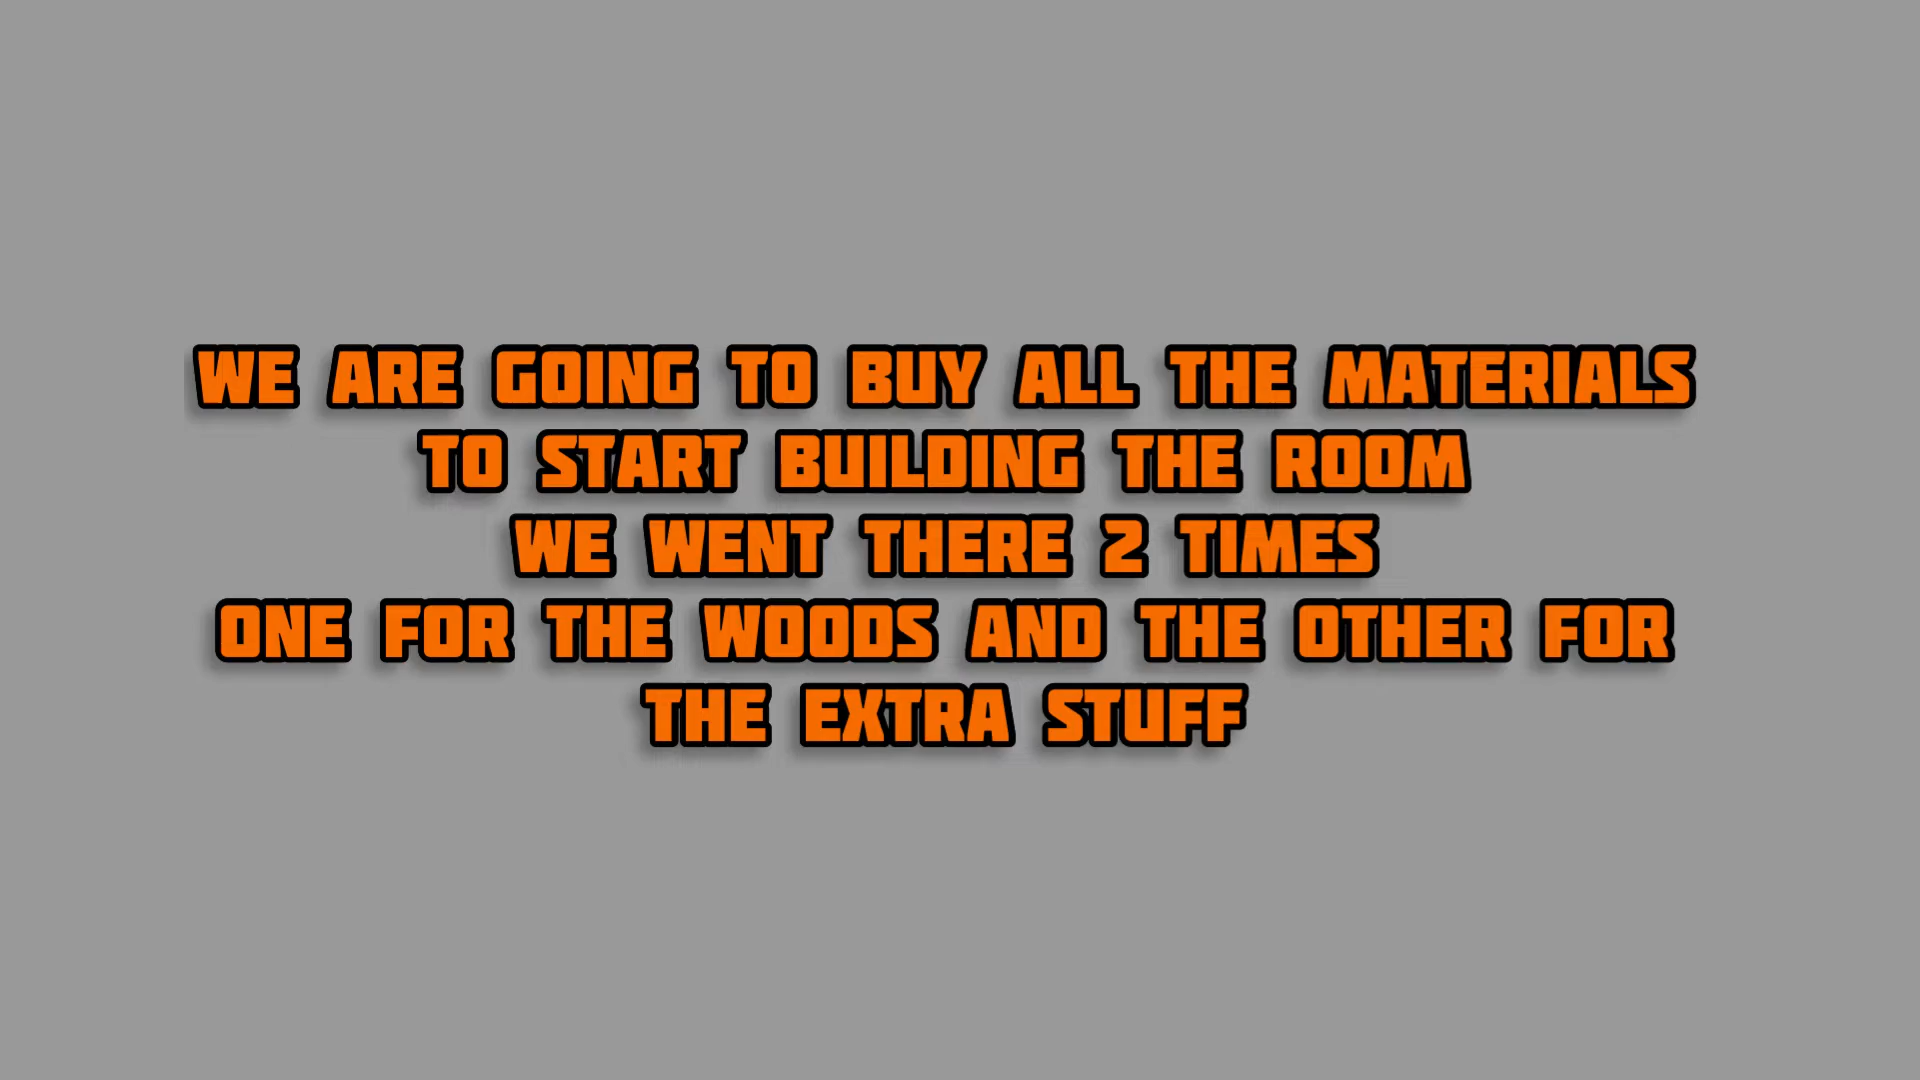 WE ARE GOING TO BUY ALL THE MATERIALS
TO START BUILDING THE ROOM
WE WENT THERE 2 TIMES
ONE FOR THE WOODS AND THE OTHER FOR
THE EXTRA STUFF